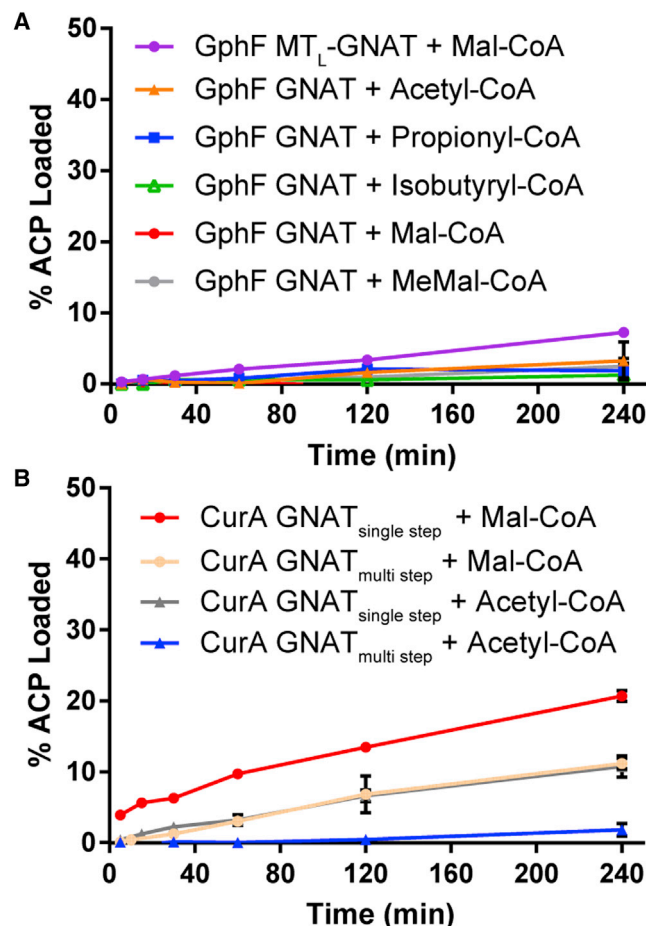 A
50
40
30
20
10
0
% ACP Loaded
GphF MTL-GNAT + Mal-CoA
GphF GNAT + Acetyl-CoA
GphF GNAT + Propionyl-CoA
GphF GNAT + Isobutyryl-CoA
GphF GNAT + Mal-CoA
GphF GNAT + MeMal-CoA
0 40 80 120 160 200 240
Time (min)
B
50
40
30
20
10
0
% ACP Loaded
CurA GNATsingle step + Mal-CoA
CurA GNATmulti step + Mal-CoA
CurA GNATsingle step + Acetyl-CoA
CurA GNATmulti step + Acetyl-CoA
0 40 80 120 160 200 240
Time (min)